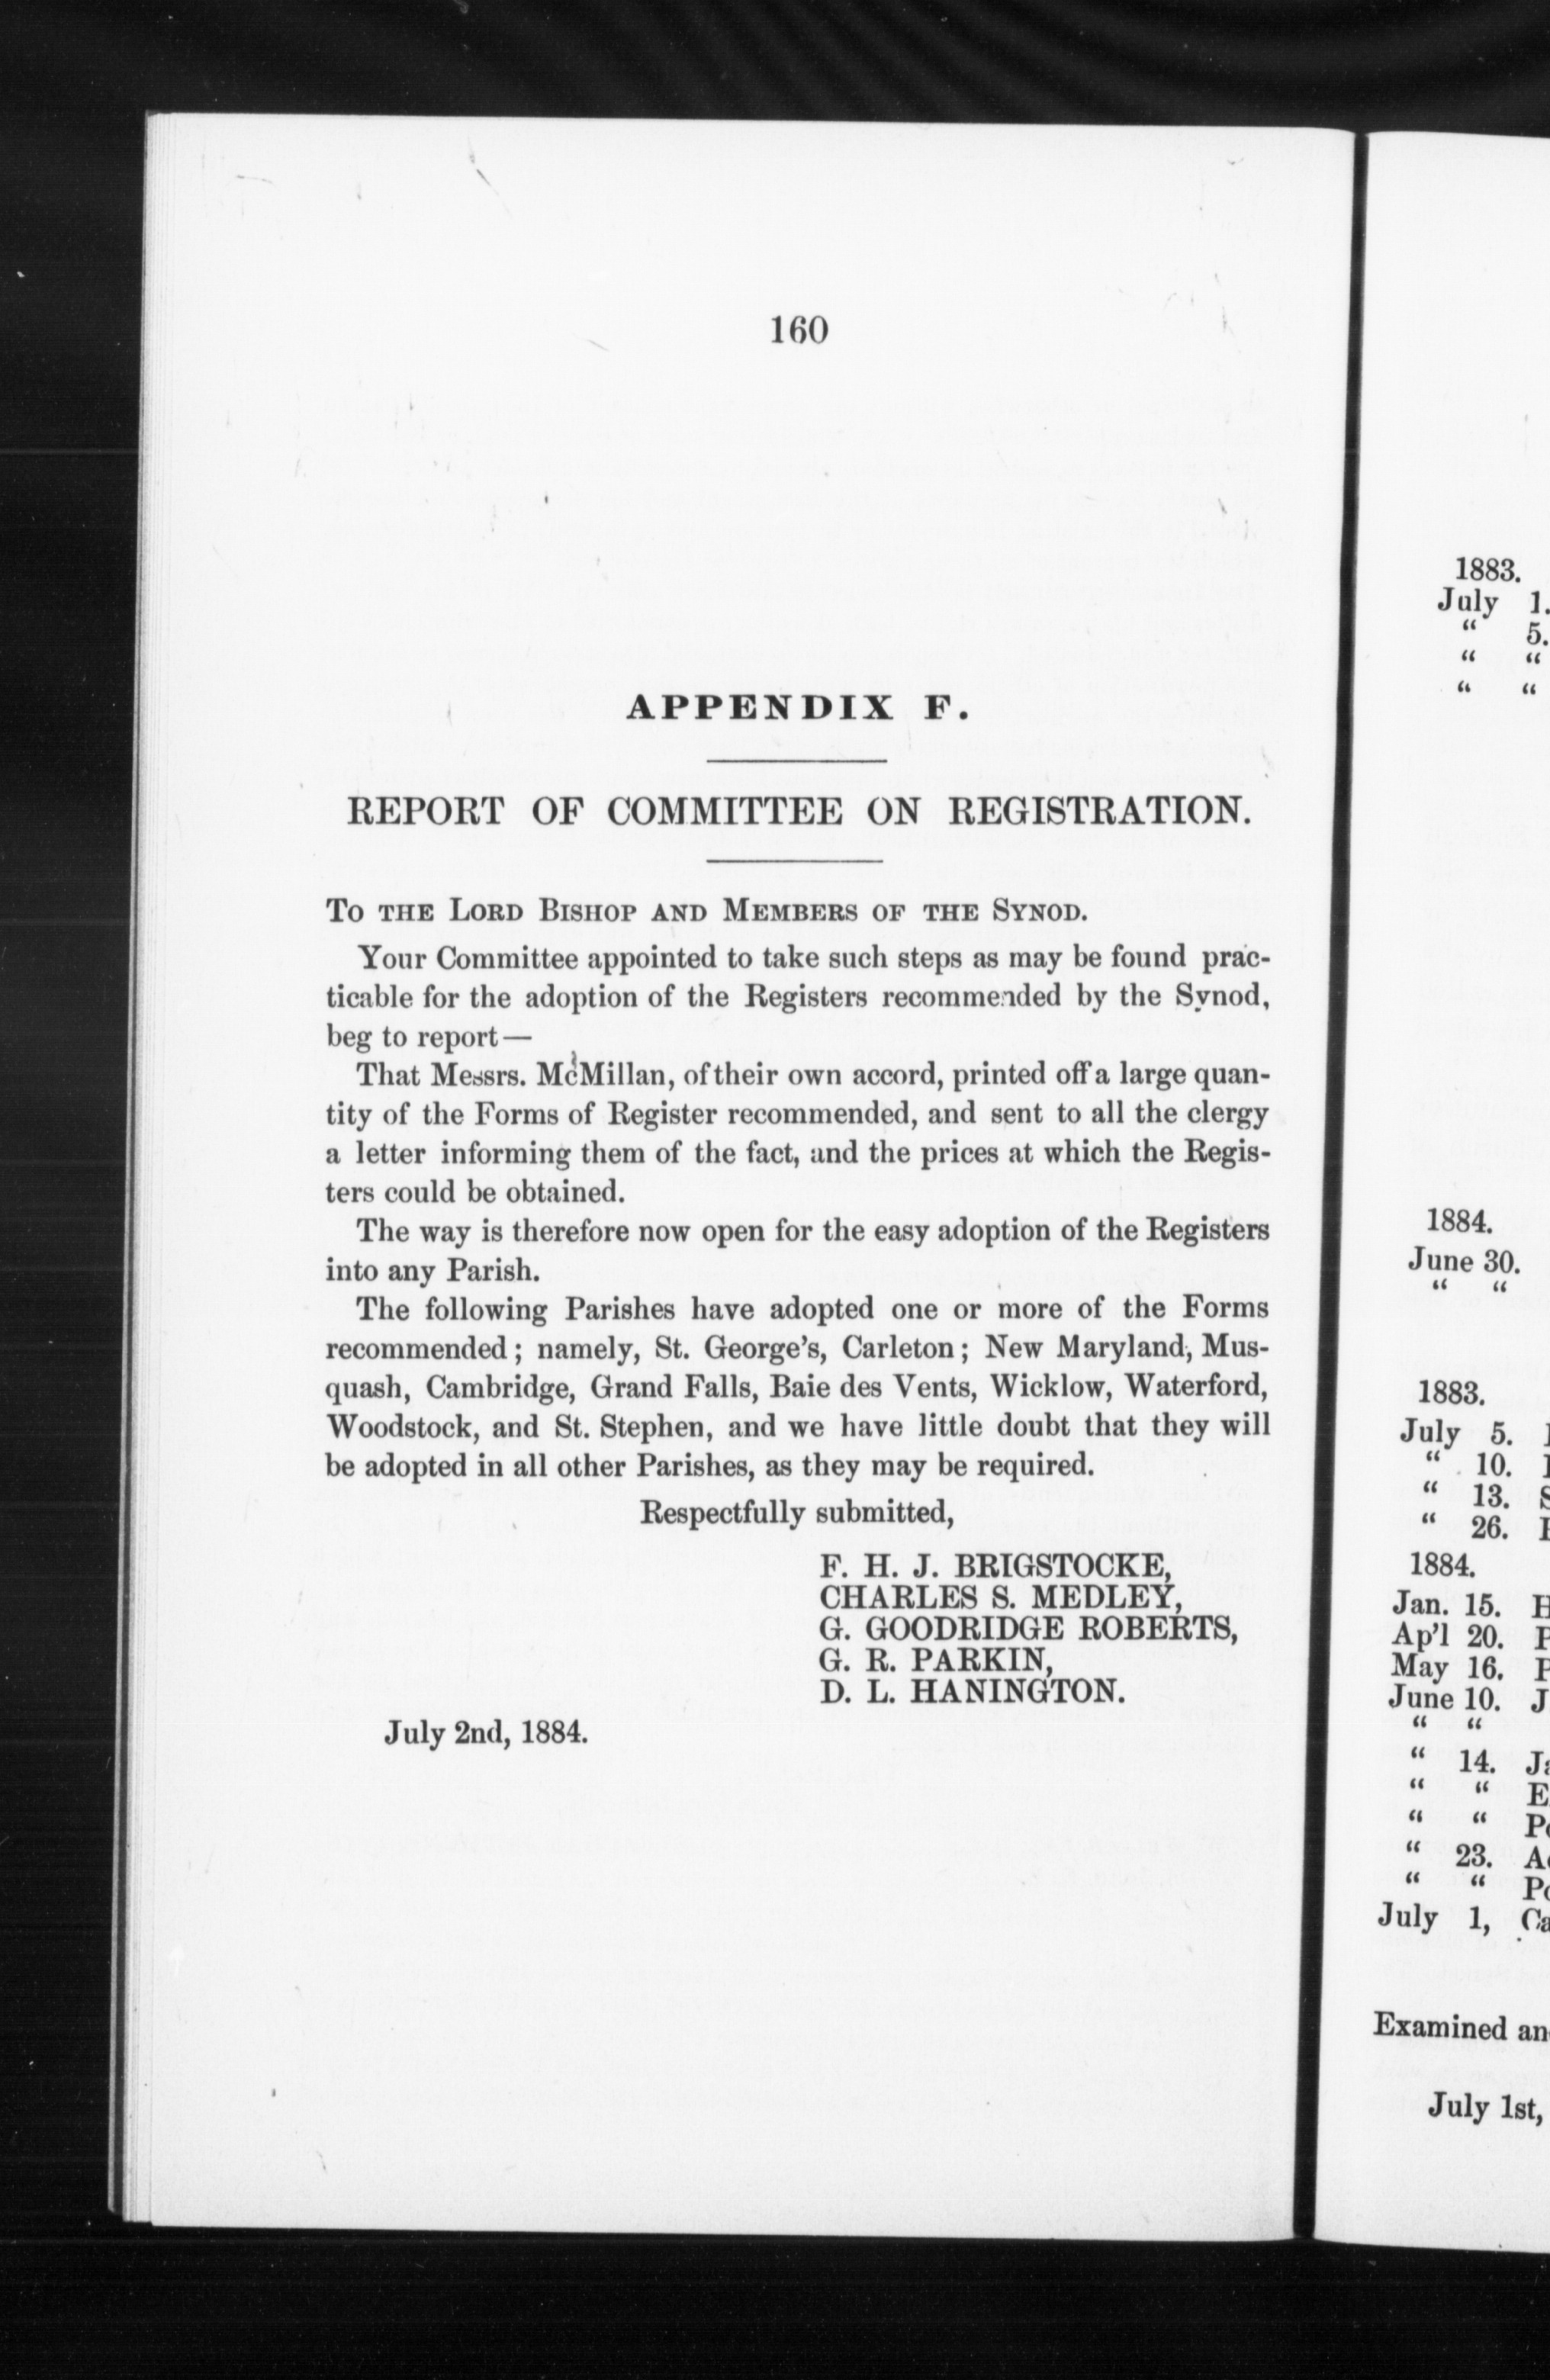 160
APPENDIX F.
REPORT OF COMMITTEE ON REGISTRATION.
TO THE LORD BISHOP AND MEMBERS OF THE SYNOD.
Your Committee appointed to take such steps as may be found prac-
ticable for the adoption of the Registers recommended by the Synod,
beg to report—
That Messrs. McMillan, of their own accord, printed off a large quan-
tity of the Forms of Register recommended, and sent to all the clergy
a letter informing them of the fact, and the prices at which the Regis-
ters could be obtained.
The way is therefore now open for the easy adoption of the Registers
into any Parish.
The following Parishes have adopted one or more of the Forms
recommended; namely, St. George's, Carleton; New Maryland, Mus-
quash, Cambridge, Grand Falls, Baie des Vents, Wicklow, Waterford,
Woodstock, and St. Stephen, and we have little doubt that they will
be adopted in all other Parishes, as they may be required.
Respectfully submitted,
F. H. J. BRIGSTOCKE,
CHARLES S. MEDLEY,
G. GOODRIDGE ROBERTS,
G. R. PARKIN,
D. L. HANINGTON.
July 2nd, 1884.
1883.
July 1.
" 5.
" "
" "
1884.
June 30.
" "
1883.
July 5.
" 10.
" 13.
" 26.
1884.
Jan. 15.
Ap'l 20.
May 16.
June 10.
" "
" 14.
" "
" "
" 23.
" "
July 1,
Examined
July 1st,